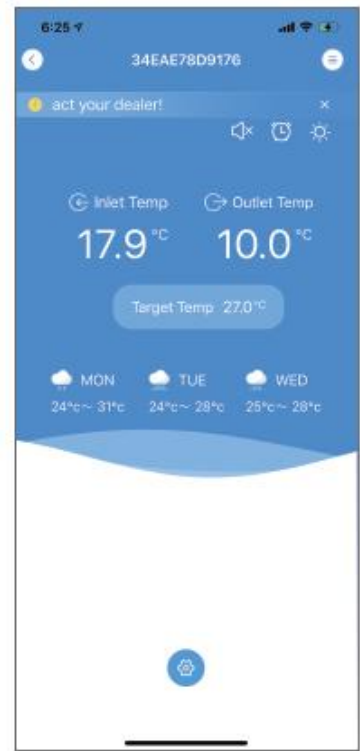 6:25
34EAE78D9176
act your dealer!
Inlet Temp Outlet Temp
17.9°C 10.0°C
Target Temp 27.0°C
MON TUE WED
24°c~ 31°c 24°c~ 28°c 25°c~ 28°c